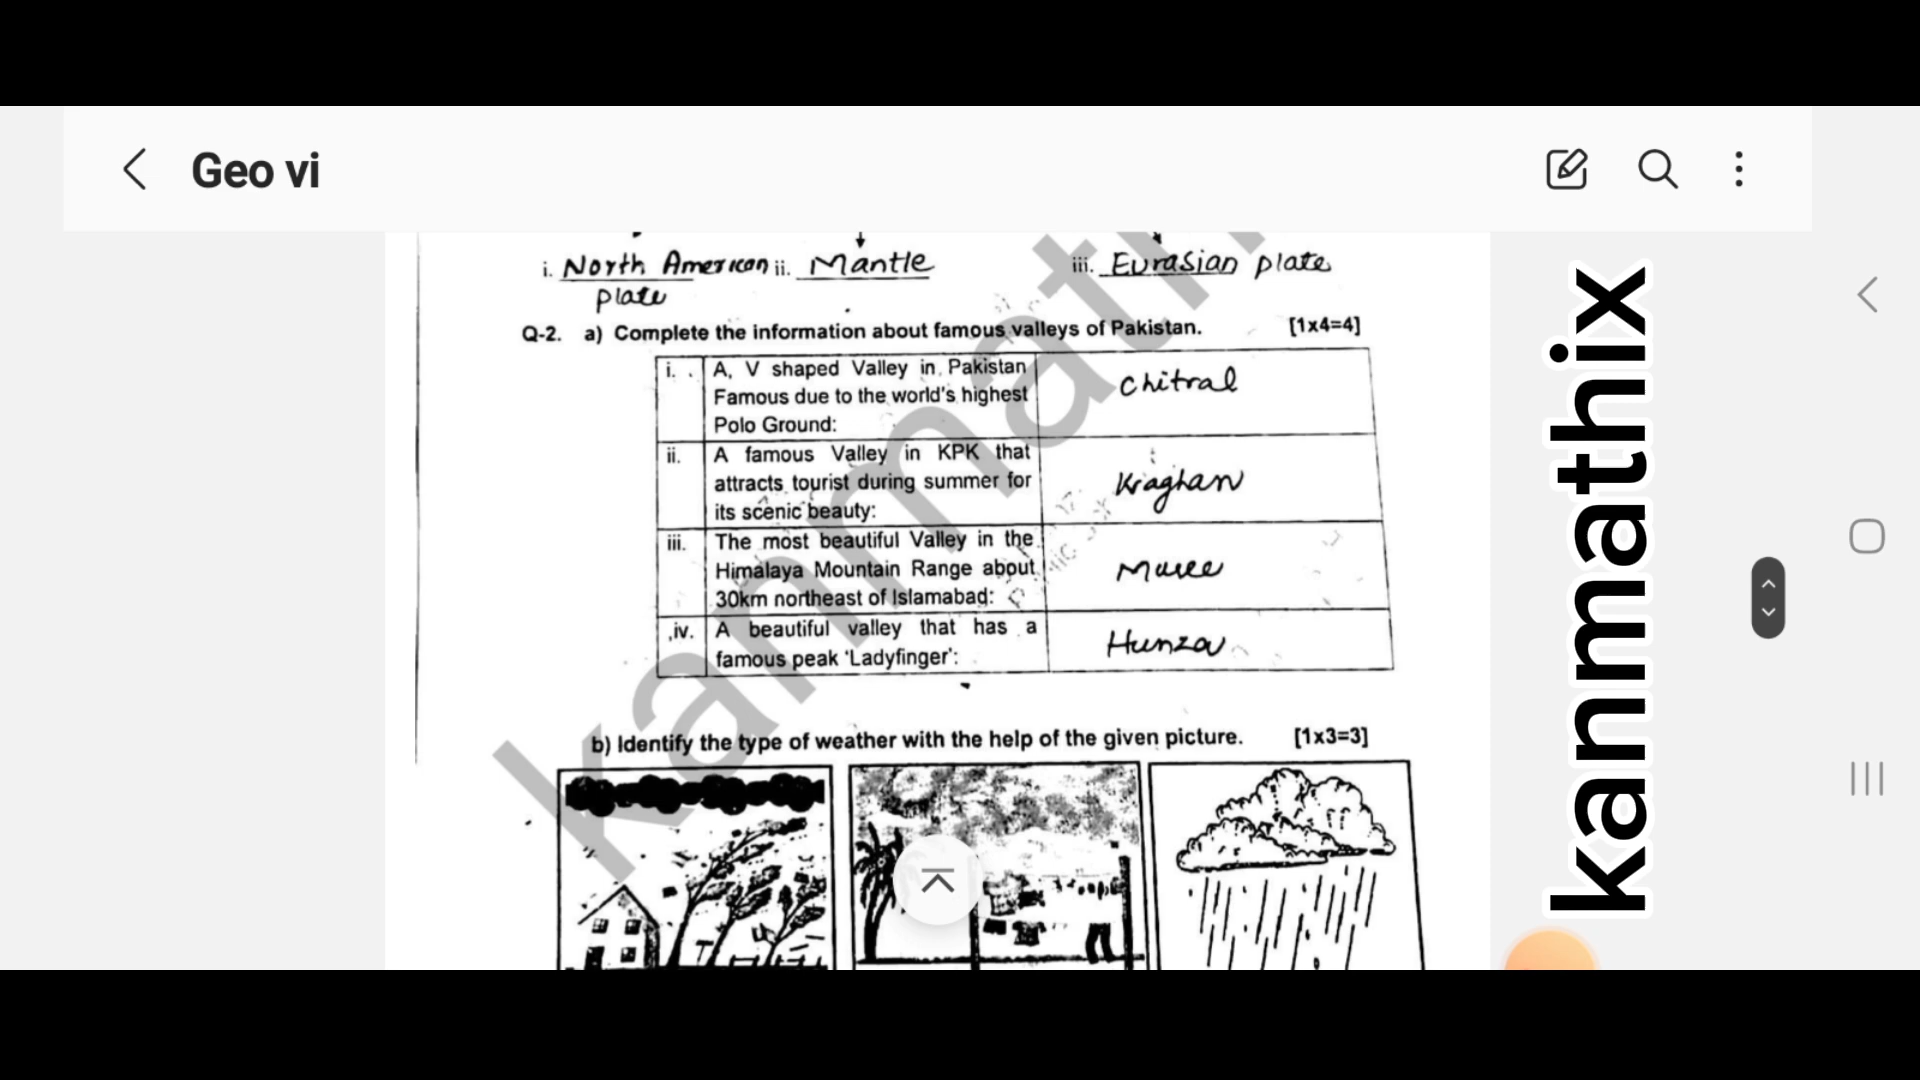 Geo vi
i. North American ii. Mantle iii. Eurasian plate
plate
Q-2. a) Complete the information about famous valleys of Pakistan. [1x4=4]
i. A, V shaped Valley in Pakistan
Famous due to the world's highest
Polo Ground:
Chitral
ii. A famous Valley in KPK that
attracts tourist during summer for
its scenic beauty:
Kraghan
iii. The most beautiful Valley in the
Himalaya Mountain Range about
30km northeast of Islamabad:
Muree
iv. A beautiful valley that has a
famous peak 'Ladyfinger':
Hunza
b) Identify the type of weather with the help of the given picture. [1x3=3]
kanmathix
kanmath